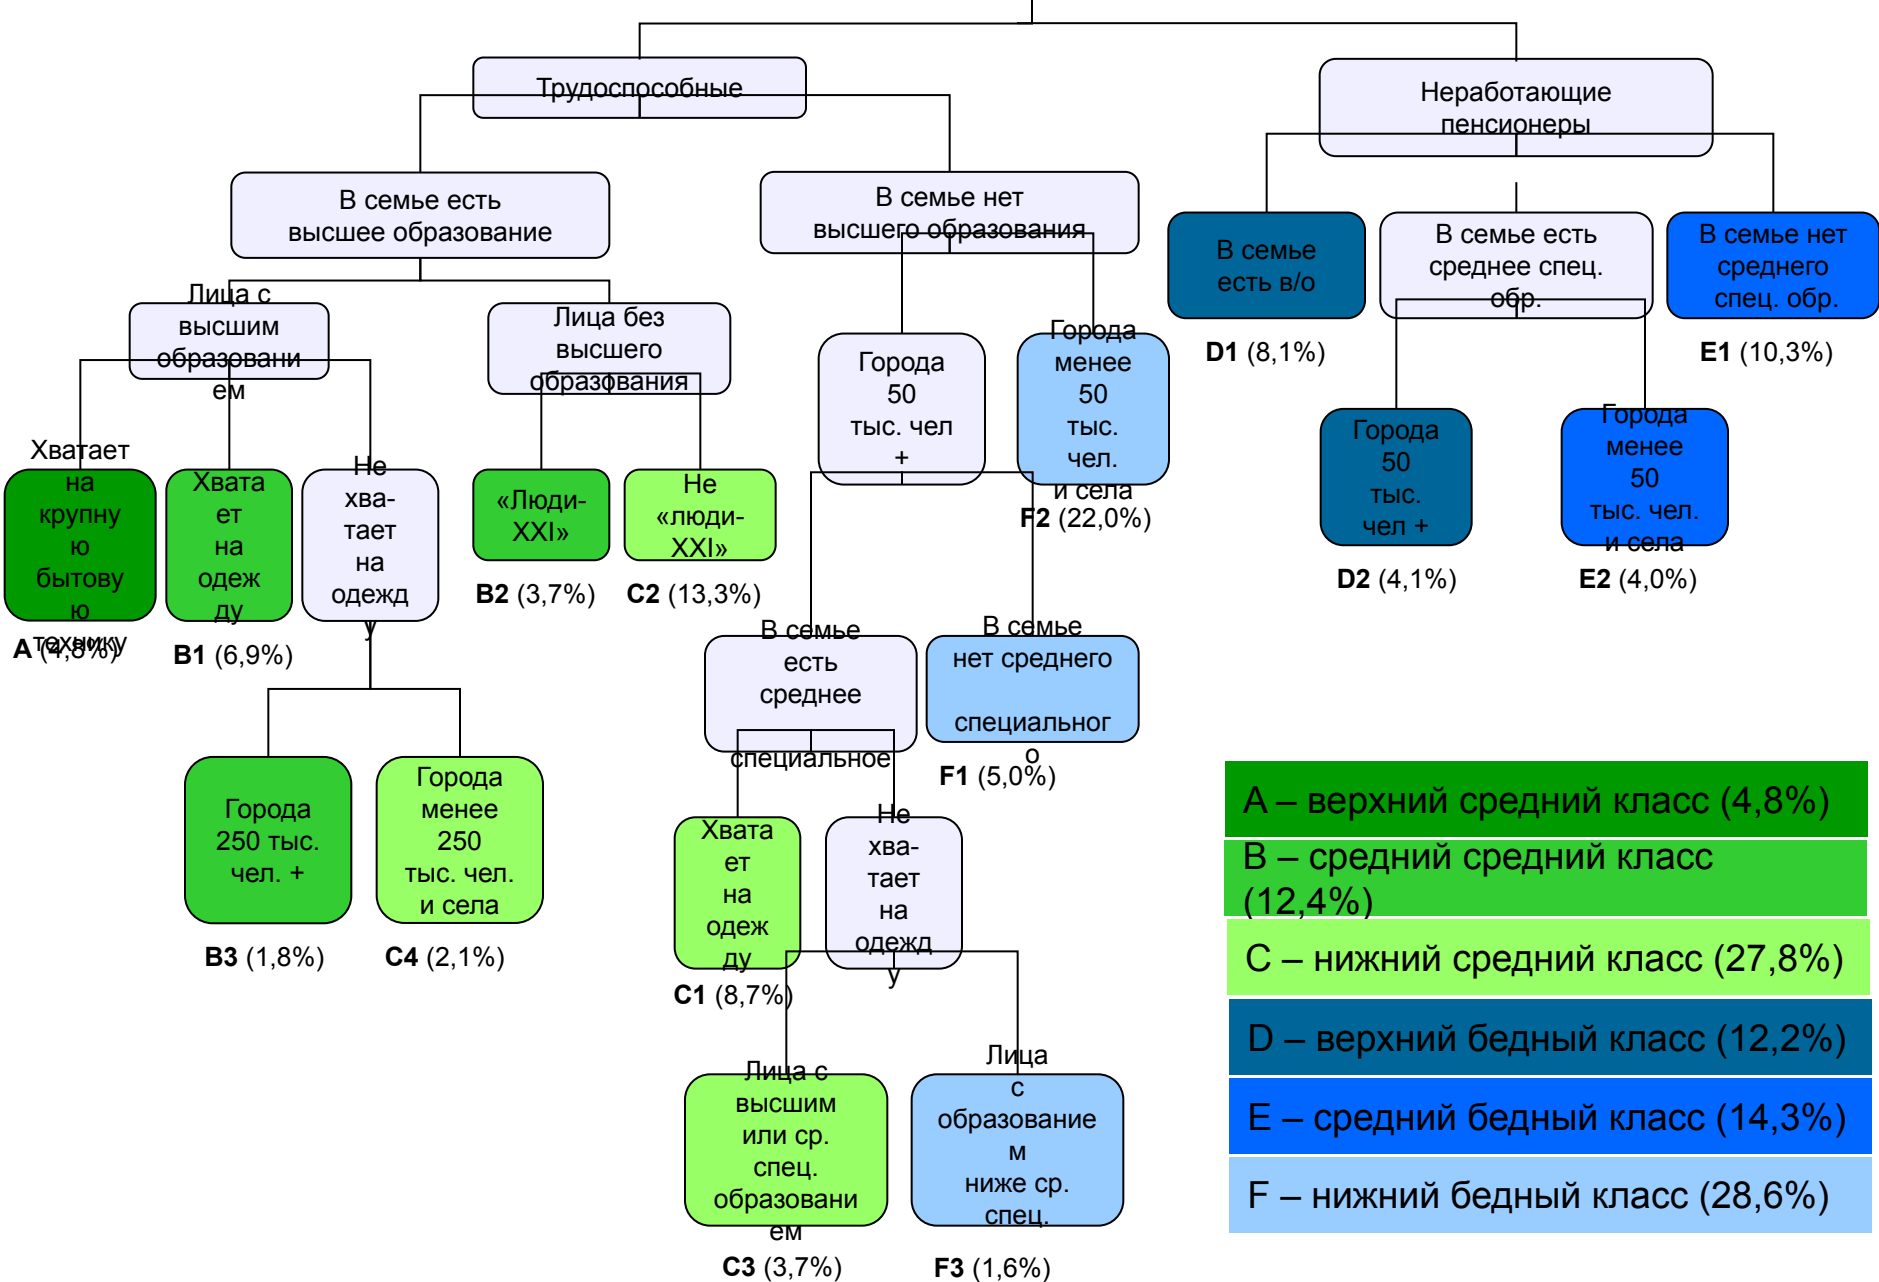 Трудоспособные
Неработающие
пенсионеры
В семье есть
высшее образование
В семье нет
высшего образования
В семье
есть в/о
D1 (8,1%)
В семье есть
среднее спец.
обр.
В семье нет
среднего
спец. обр.
E1 (10,3%)
Лица с
высшим
образовани
ем
Лица без
высшего
образования
Города
50
тыс. чел
+
Города
менее
50
тыс.
чел.
и села
F2 (22,0%)
Города
50
тыс.
чел +
D2 (4,1%)
Города
менее
50
тыс. чел.
и села
E2 (4,0%)
Хватает
на
крупну
ю
бытову
ю
технику
A (4,8%)
Хвата
ет
на
одеж
ду
B1 (6,9%)
Не
хва-
тает
на
одежд
у
«Люди-
XXI»
B2 (3,7%)
Не
«люди-
XXI»
C2 (13,3%)
В семье
есть
среднее
специальное
В семье
нет среднего
специальног
о
F1 (5,0%)
Города
250 тыс.
чел. +
B3 (1,8%)
Города
менее
250
тыс. чел.
и села
C4 (2,1%)
Хвата
ет
на
одеж
ду
C1 (8,7%)
Не
хва-
тает
на
одежд
у
Лица с
высшим
или ср.
спец.
образовани
ем
C3 (3,7%)
Лица
с
образование
м
ниже ср.
спец.
F3 (1,6%)
A – верхний средний класс (4,8%)
B – средний средний класс
(12,4%)
C – нижний средний класс (27,8%)
D – верхний бедный класс (12,2%)
E – средний бедный класс (14,3%)
F – нижний бедный класс (28,6%)